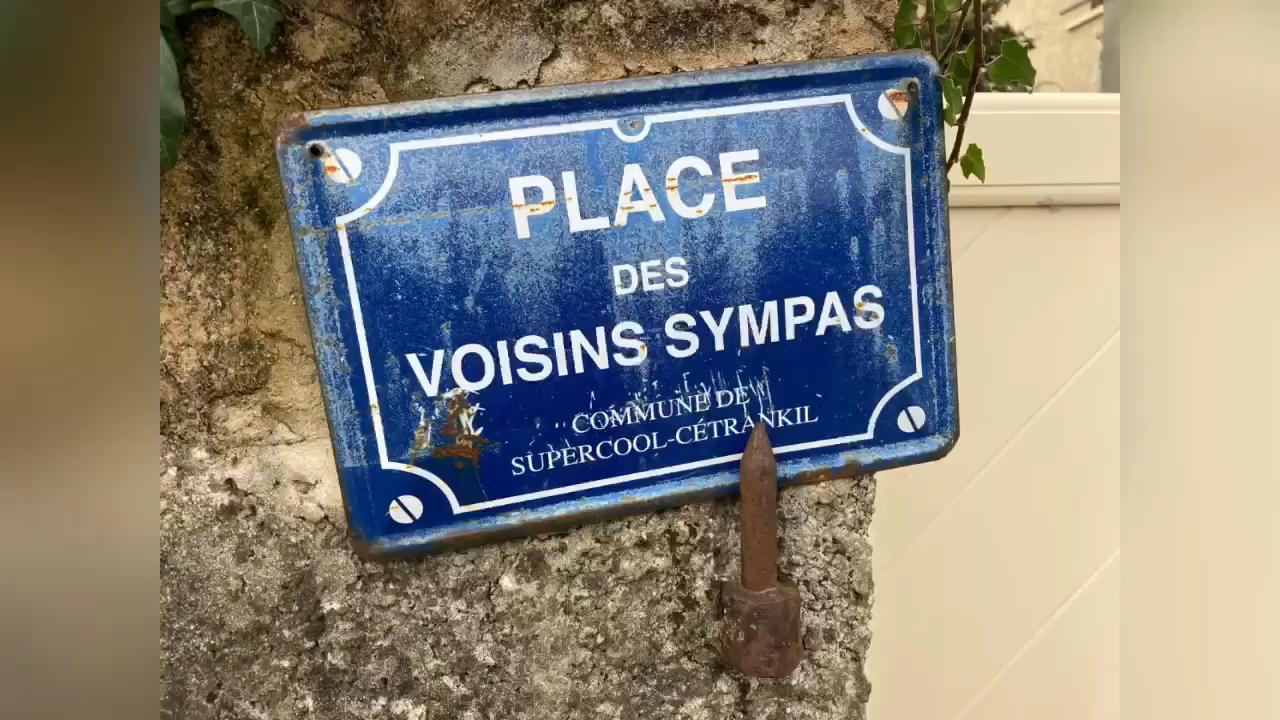 PLACE
DES
VOISINS SYMPAS
COMMUNE DE
SUPERCOOL-CÉTRANKIL